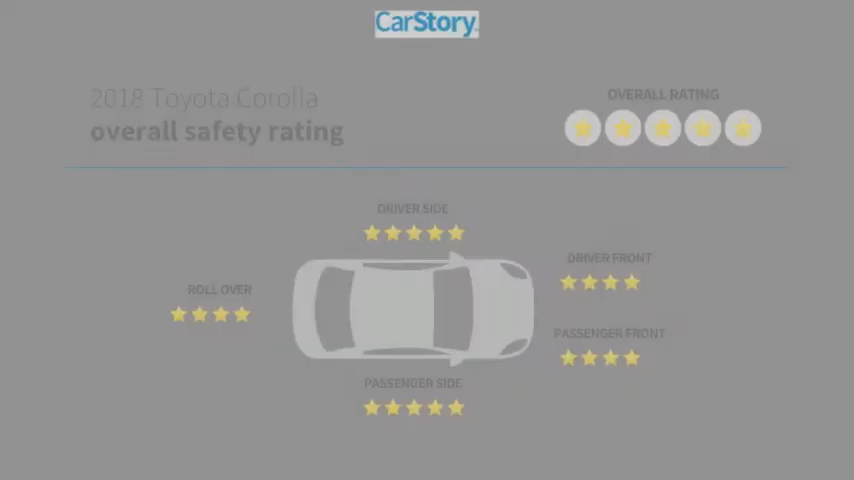 CarStory
2018 Toyota Corolla
overall safety rating
OVERALL RATING
DRIVER SIDE
DRIVER FRONT
ROLL OVER
PASSENGER FRONT
PASSENGER SIDE